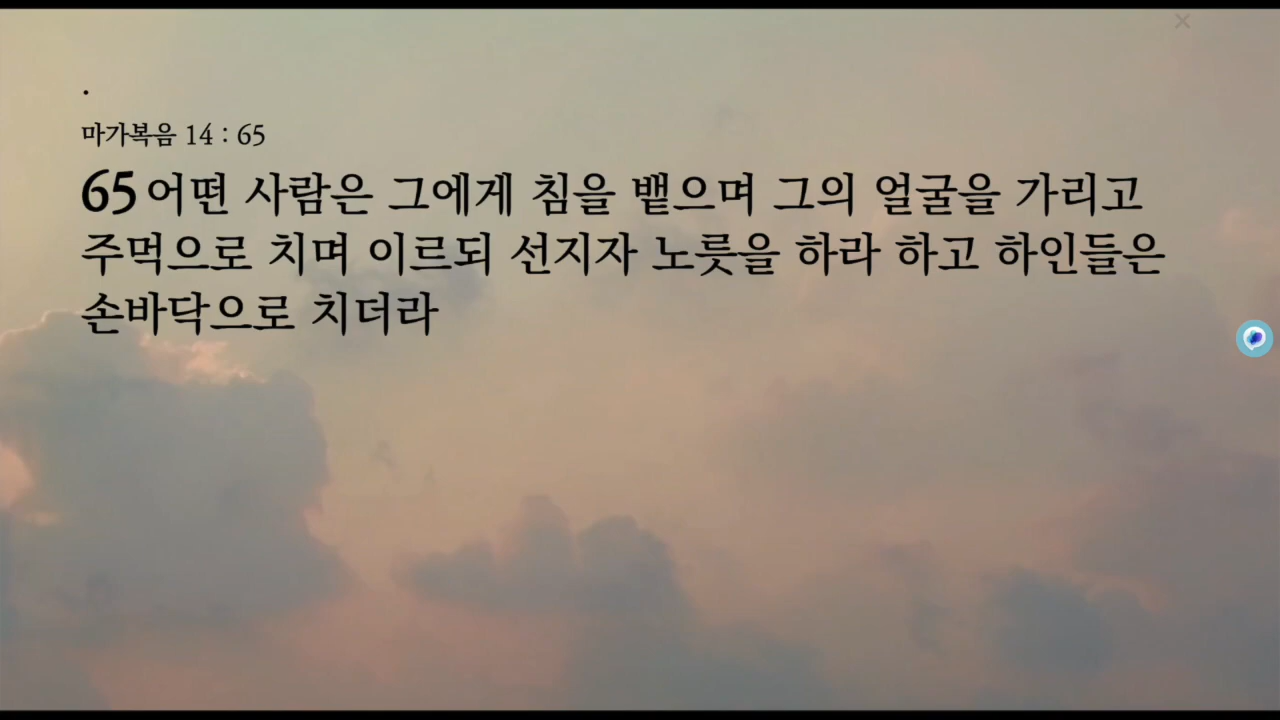 .
마가복음 14 : 65
65 어떤 사람은 그에게 침을 뱉으며 그의 얼굴을 가리고
주먹으로 치며 이르되 선지자 노릇을 하라 하고 하인들은
손바닥으로 치더라